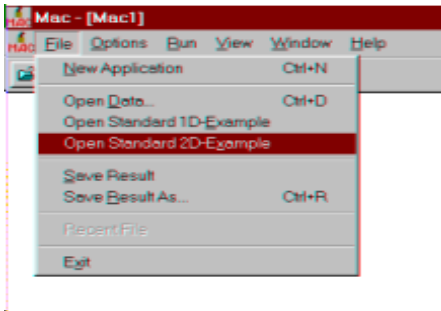 Mac - [Mac1]
MAC File Options Run View Window Help
New Application Ctrl+N
Open Data... Ctrl+D
Open Standard 1D-Example
Open Standard 2D-Example
Save Result
Save Result As... Ctrl+R
Recent File
Exit